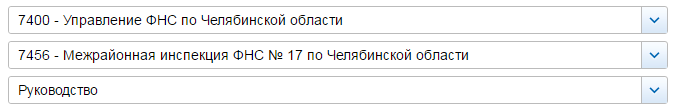 7400 - Управление ФНС по Челябинской области
7456 - Межрайонная инспекция ФНС № 17 по Челябинской области
Руководство